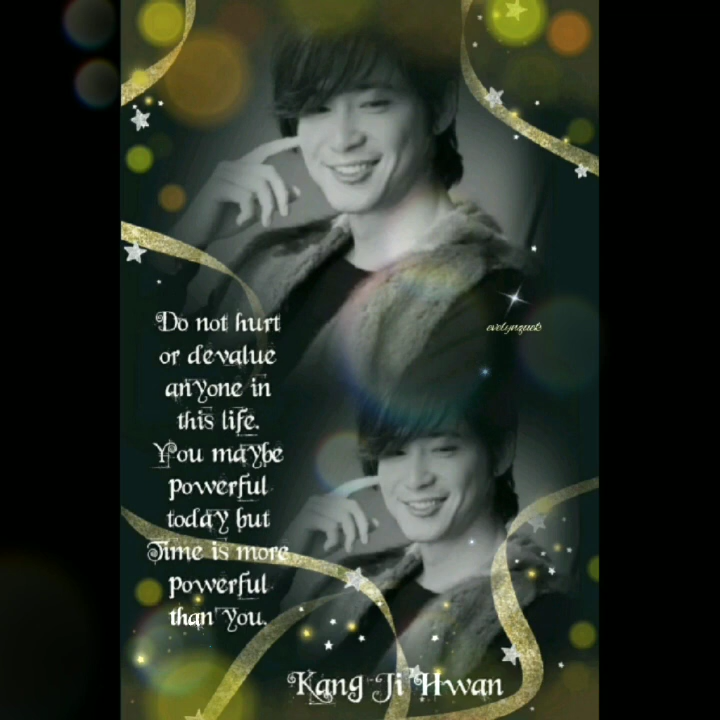 Do not hurt
or devalue
anyone in
this life.
You maybe
powerful
today but
Time is more
powerful
than you.
evelynquek
Kang Ji Hwan